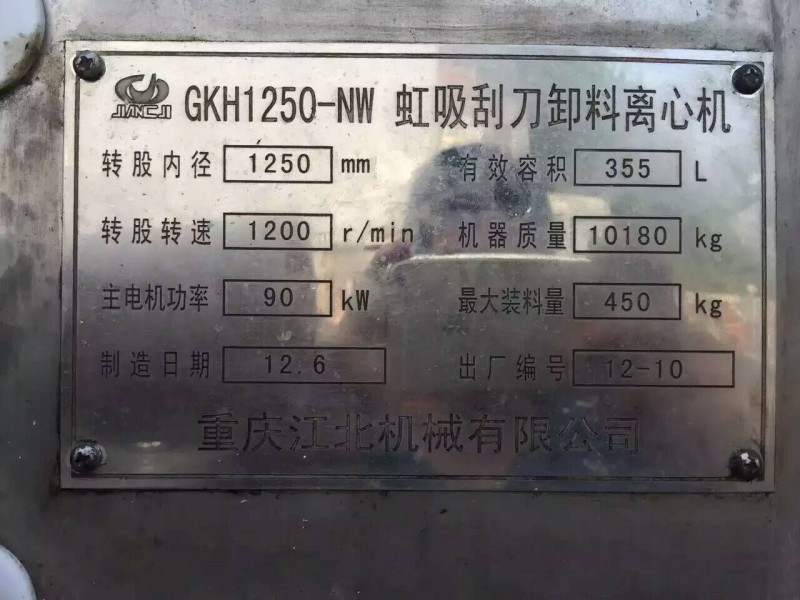 JIANGJI GKH1250-NW 虹吸刮刀卸料离心机
转股内径 1250 mm 有效容积 355 L
转股转速 1200 r/min 机器质量 10180 kg
主电机功率 90 kW 最大装料量 450 kg
制造日期 12.6 出厂编号 12-10
重庆江北机械有限公司